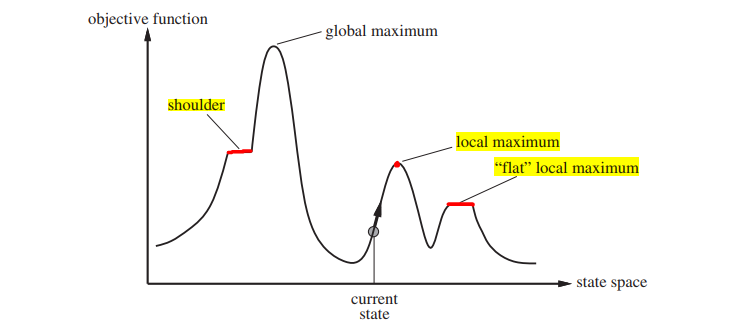 objective function
global maximum
shoulder
local maximum
“flat” local maximum
state space
current
state